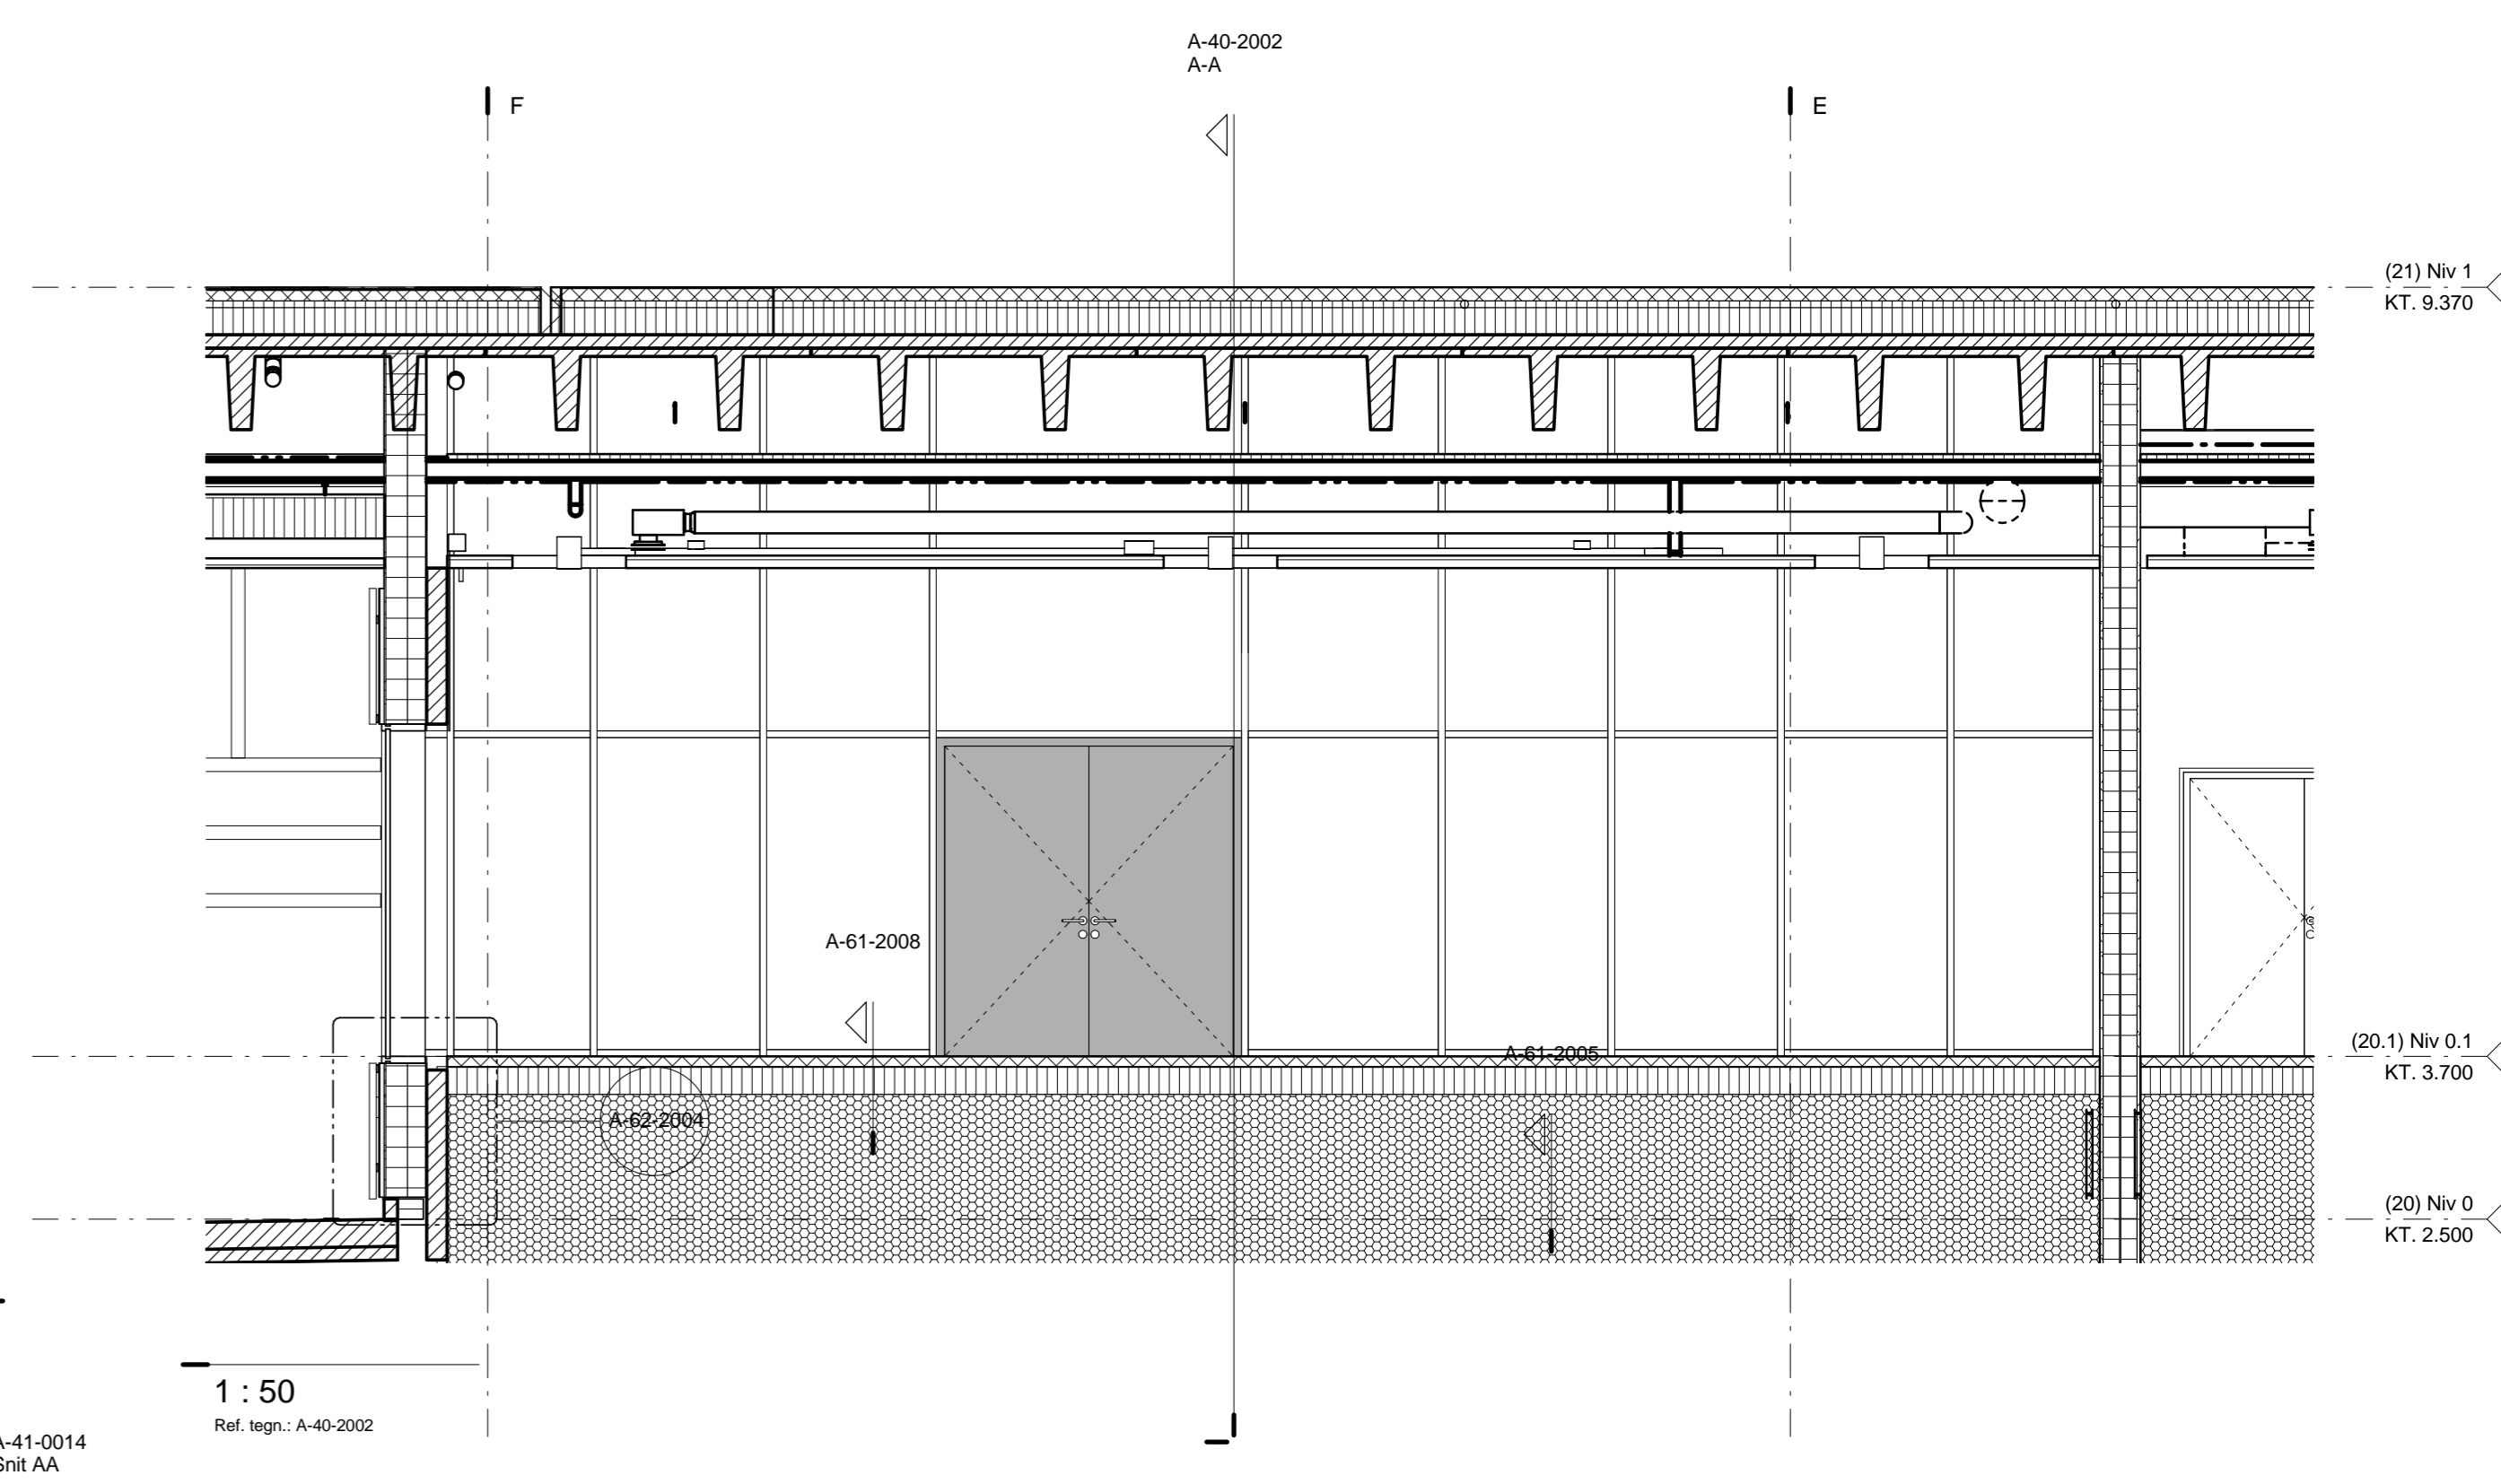 A-40-2002
A-A
F
E
(21) Niv 1
KT. 9.370
A-61-2008
A-61-2005
(20.1) Niv 0.1
KT. 3.700
A-62-2004
(20) Niv 0
KT. 2.500
1 : 50
Ref. tegn.: A-40-2002
A-41-0014
Snit AA